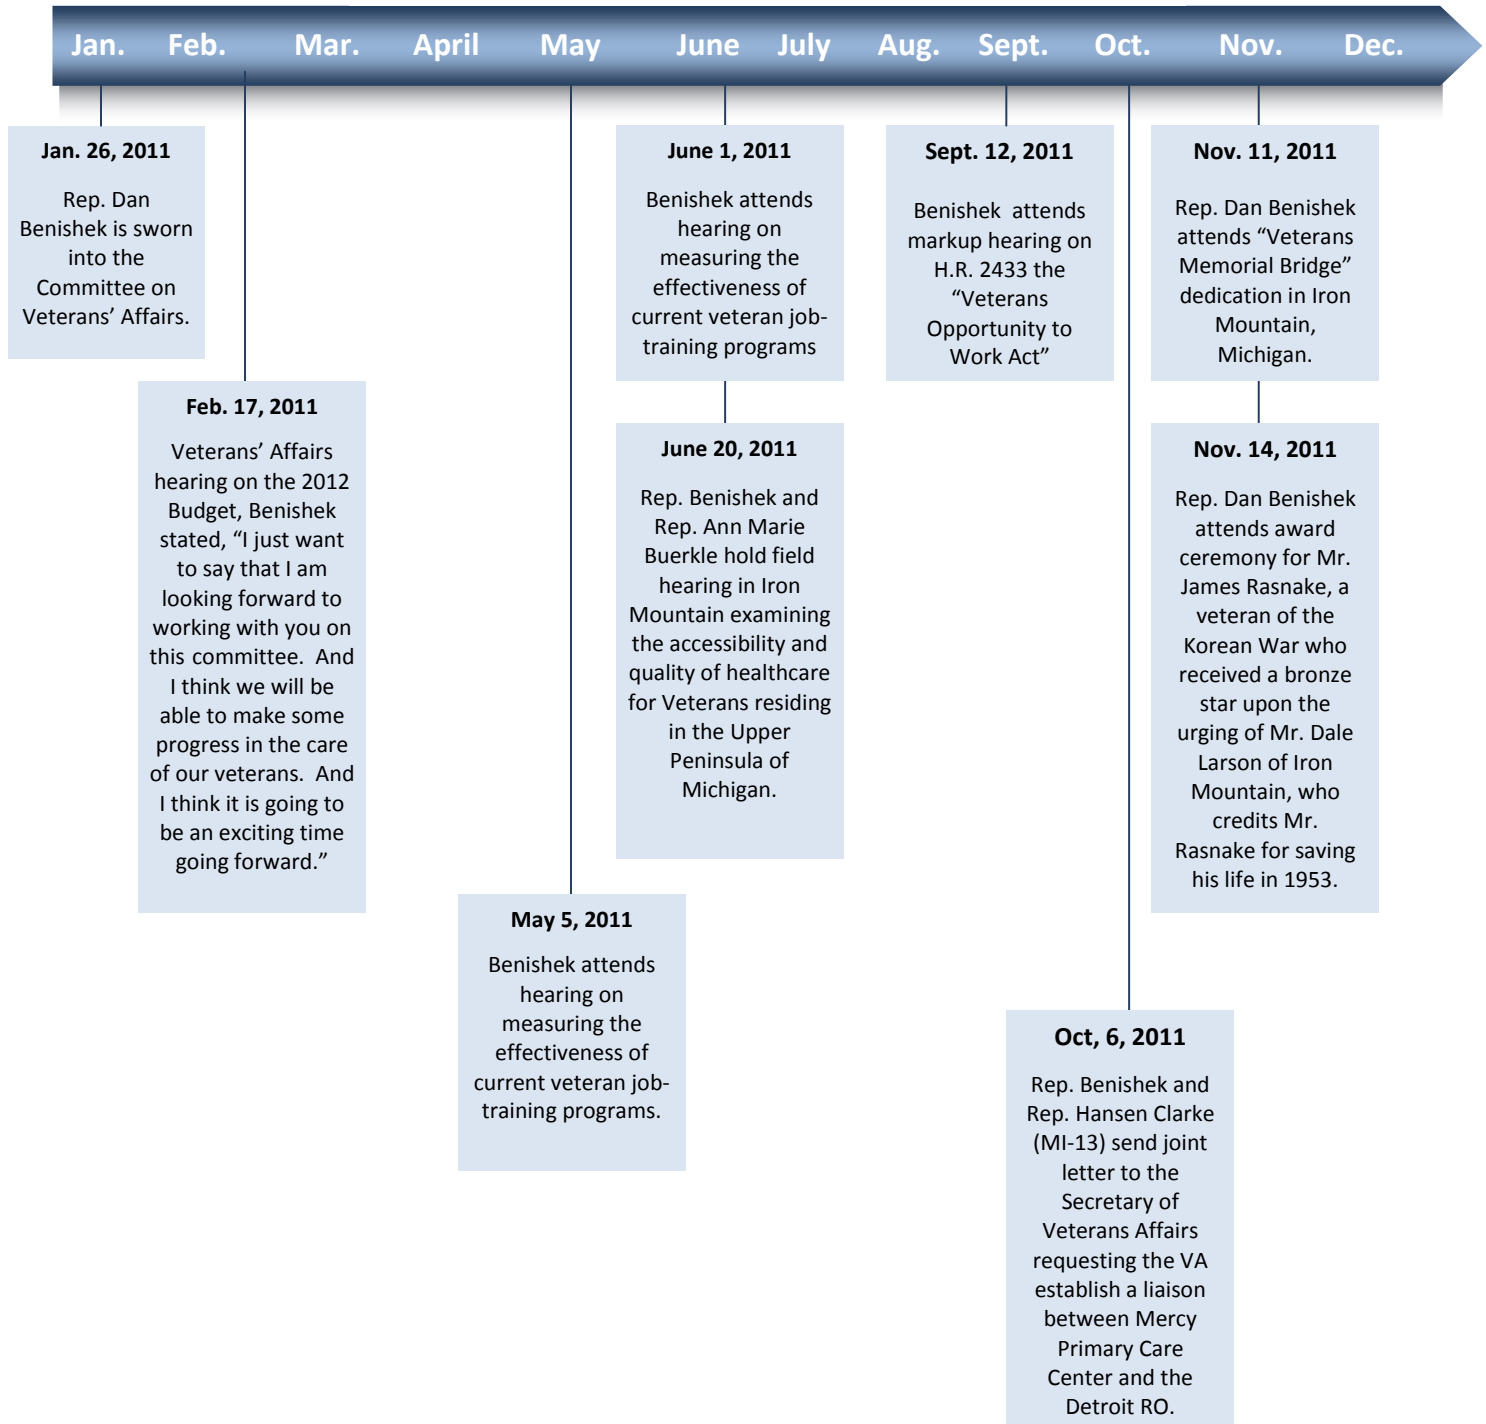 Jan. Feb. Mar. April May June July Aug. Sept. Oct. Nov. Dec.
Jan. 26, 2011
Rep. Dan
Benishek is sworn
into the
Committee on
Veterans’ Affairs.
Feb. 17, 2011
Veterans’ Affairs
hearing on the 2012
Budget, Benishek
stated, “I just want
to say that I am
looking forward to
working with you on
this committee.  And
I think we will be
able to make some
progress in the care
of our veterans.  And
I think it is going to
be an exciting time
going forward.”
May 5, 2011
Benishek attends
hearing on
measuring the
effectiveness of
current veteran job-
training programs.
June 1, 2011
Benishek attends
hearing on
measuring the
effectiveness of
current veteran job-
training programs
June 20, 2011
Rep. Benishek and
Rep. Ann Marie
Buerkle hold field
hearing in Iron
Mountain examining
the accessibility and
quality of healthcare
for Veterans residing
in the Upper
Peninsula of
Michigan.
Sept. 12, 2011
Benishek  attends
markup hearing on
H.R. 2433 the
“Veterans
Opportunity to
Work Act”
Oct, 6, 2011
Rep. Benishek and
Rep. Hansen Clarke
(MI-13) send joint
letter to the
Secretary of
Veterans Affairs
requesting the VA
establish a liaison
between Mercy
Primary Care
Center and the
Detroit RO.
Nov. 11, 2011
Rep. Dan Benishek
attends “Veterans
Memorial Bridge”
dedication in Iron
Mountain,
Michigan.
Nov. 14, 2011
Rep. Dan Benishek
attends award
ceremony for Mr.
James Rasnake, a
veteran of the
Korean War who
received a bronze
star upon the
urging of Mr. Dale
Larson of Iron
Mountain, who
credits Mr.
Rasnake for saving
his life in 1953.